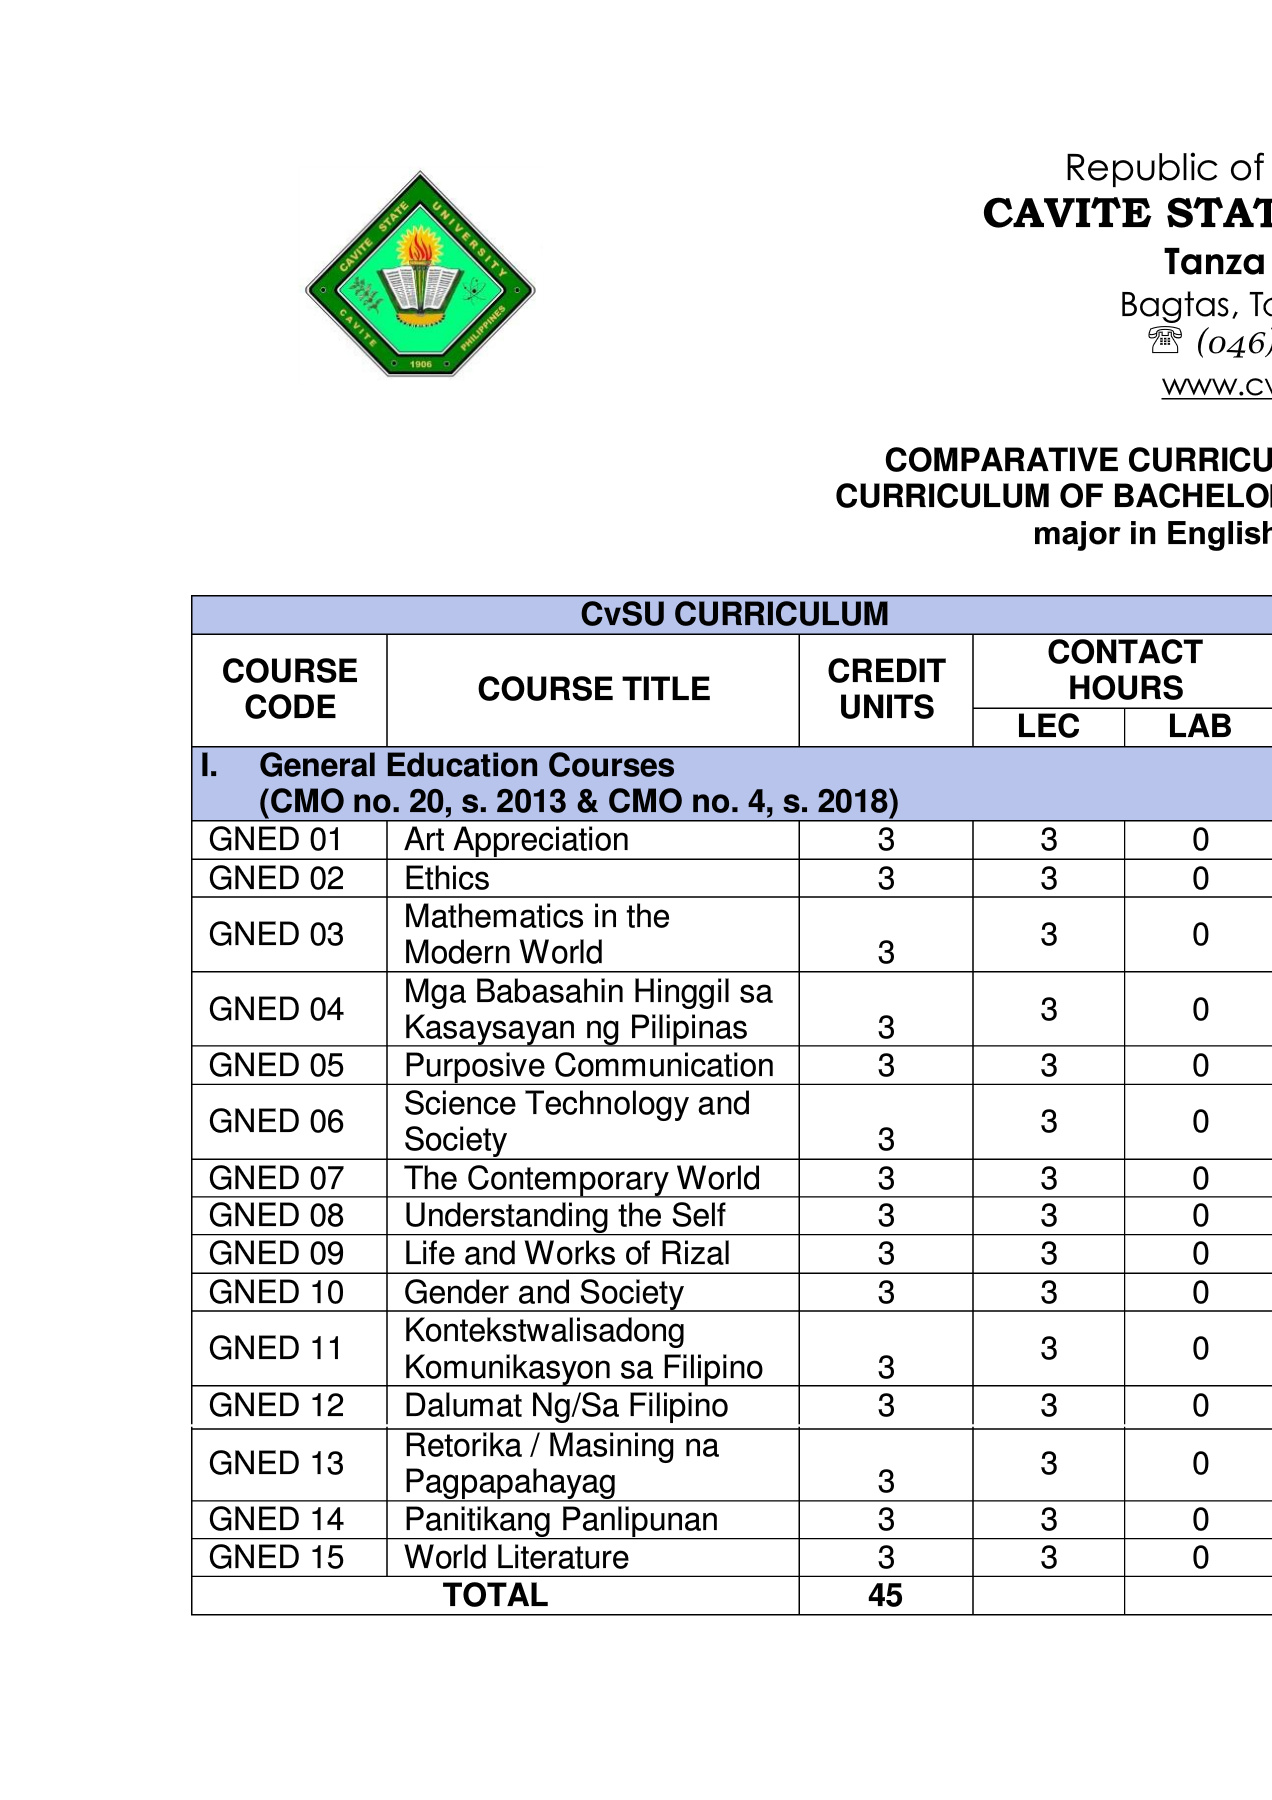 CAVITE STATE UNIVERSITY
CAVITE
PHILIPPINES
1906
Republic of
CAVITE STAT
Tanza
Bagtas, Ta
☏ (046)
www.cv
COMPARATIVE CURRICU
CURRICULUM OF BACHELO
major in English
CvSU CURRICULUM
COURSE CODE COURSE TITLE CREDIT UNITS CONTACT HOURS
LEC LAB
I. General Education Courses
(CMO no. 20, s. 2013 & CMO no. 4, s. 2018)
GNED 01 Art Appreciation 3 3 0
GNED 02 Ethics 3 3 0
GNED 03 Mathematics in the
Modern World 3 3 0
GNED 04 Mga Babasahin Hinggil sa
Kasaysayan ng Pilipinas 3 3 0
GNED 05 Purposive Communication 3 3 0
GNED 06 Science Technology and
Society 3 3 0
GNED 07 The Contemporary World 3 3 0
GNED 08 Understanding the Self 3 3 0
GNED 09 Life and Works of Rizal 3 3 0
GNED 10 Gender and Society 3 3 0
GNED 11 Kontekstwalisadong
Komunikasyon sa Filipino 3 3 0
GNED 12 Dalumat Ng/Sa Filipino 3 3 0
GNED 13 Retorika / Masining na
Pagpapahayag 3 3 0
GNED 14 Panitikang Panlipunan 3 3 0
GNED 15 World Literature 3 3 0
TOTAL 45